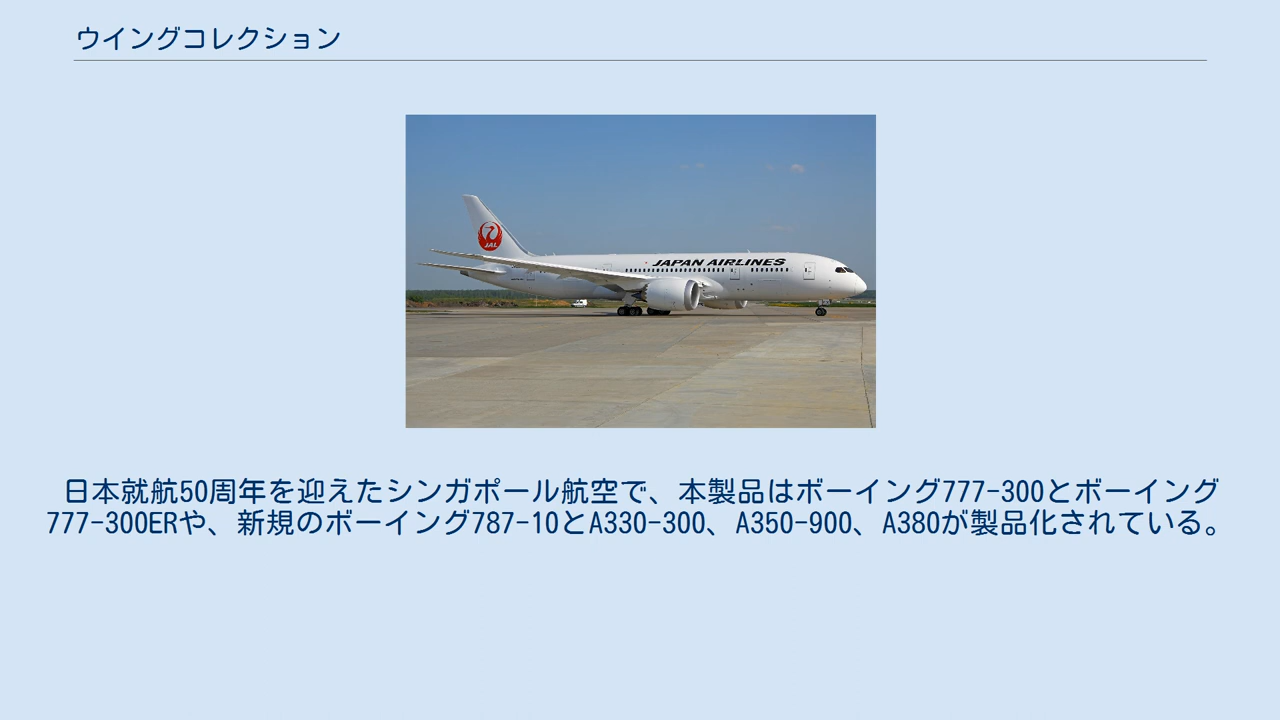 ウイングコレクション
JAL
JAPAN AIRLINES
日本就航50周年を迎えたシンガポール航空で、本製品はボーイング777-300とボーイング
777-300ERや、新規のボーイング787-10とA330-300、A350-900、A380が製品化されている。